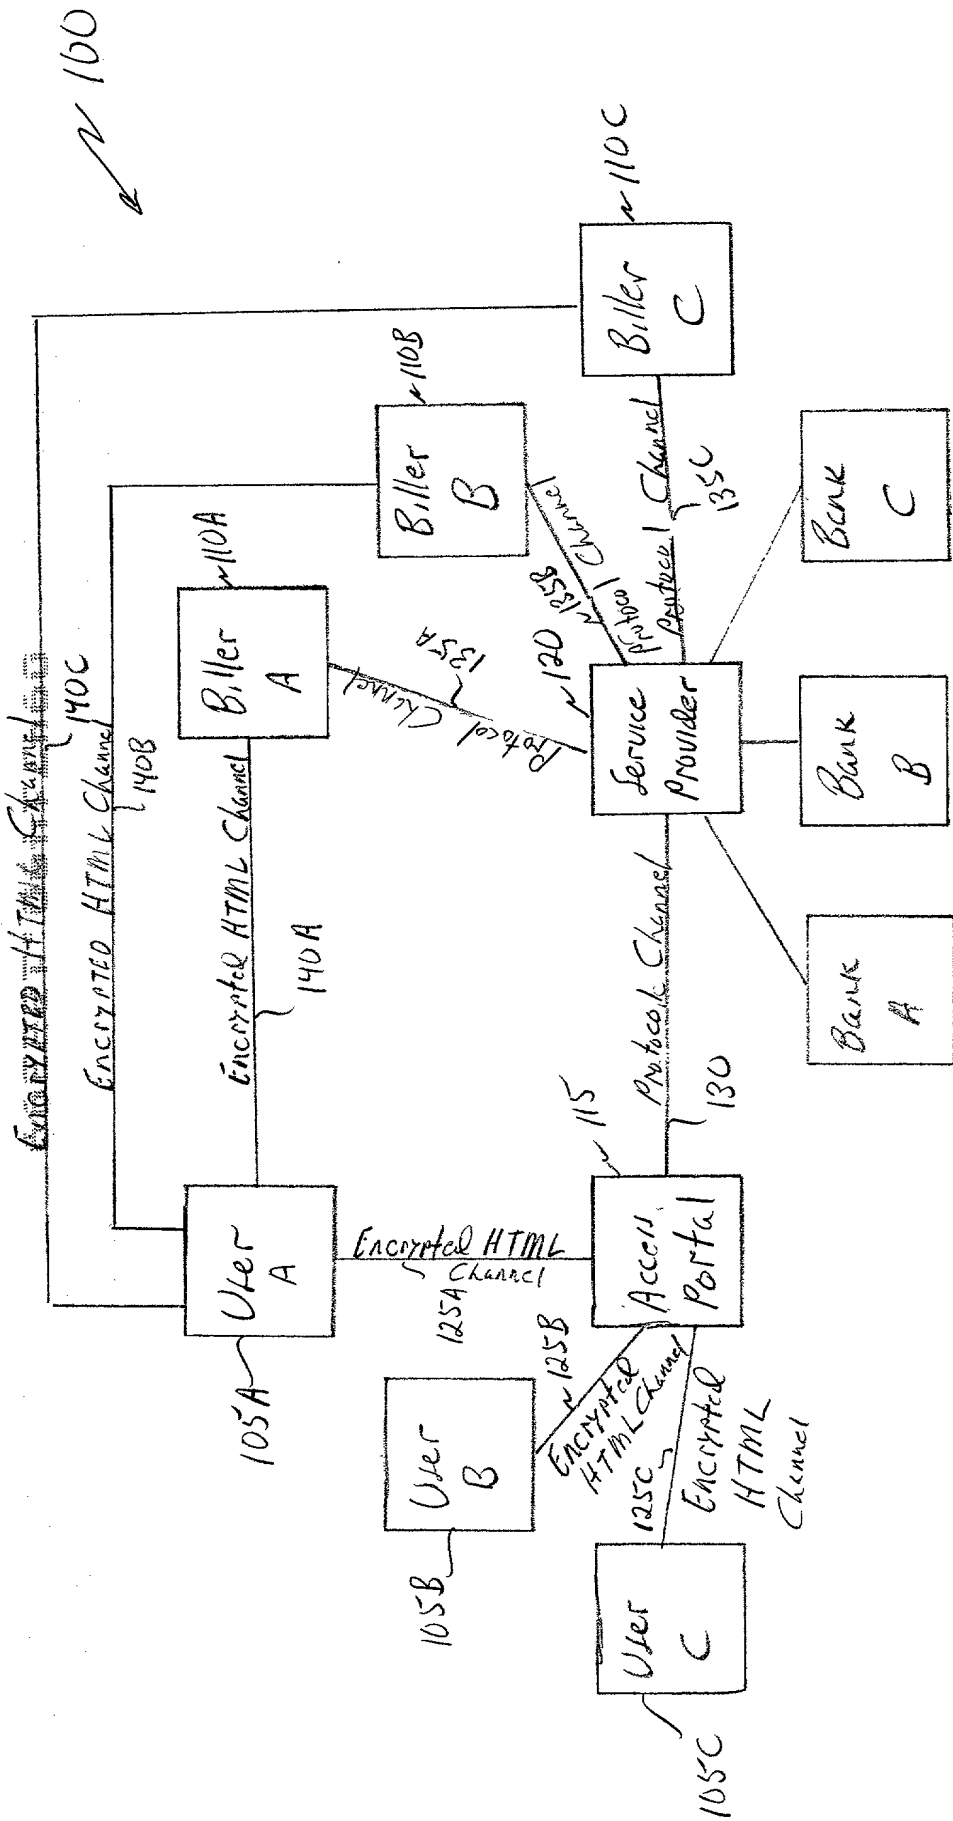 100
Encrypted HTML Channel
140C
Encrypted HTML Channel
140B
Encrypted HTML Channel
140A
User
A
105A
Biller
A
110A
Biller
B
110B
Biller
C
110C
User
B
105B
User
C
105C
Encrypted HTML
Channel
125A
Encrypted
HTML Channel
125B
Encrypted
HTML
Channel
125C
Access
Portal
115
Protocol Channel
130
Service
Provider
120
Protocol Channel
135A
Protocol Channel
135B
Protocol Channel
135C
Bank
A
Bank
B
Bank
C